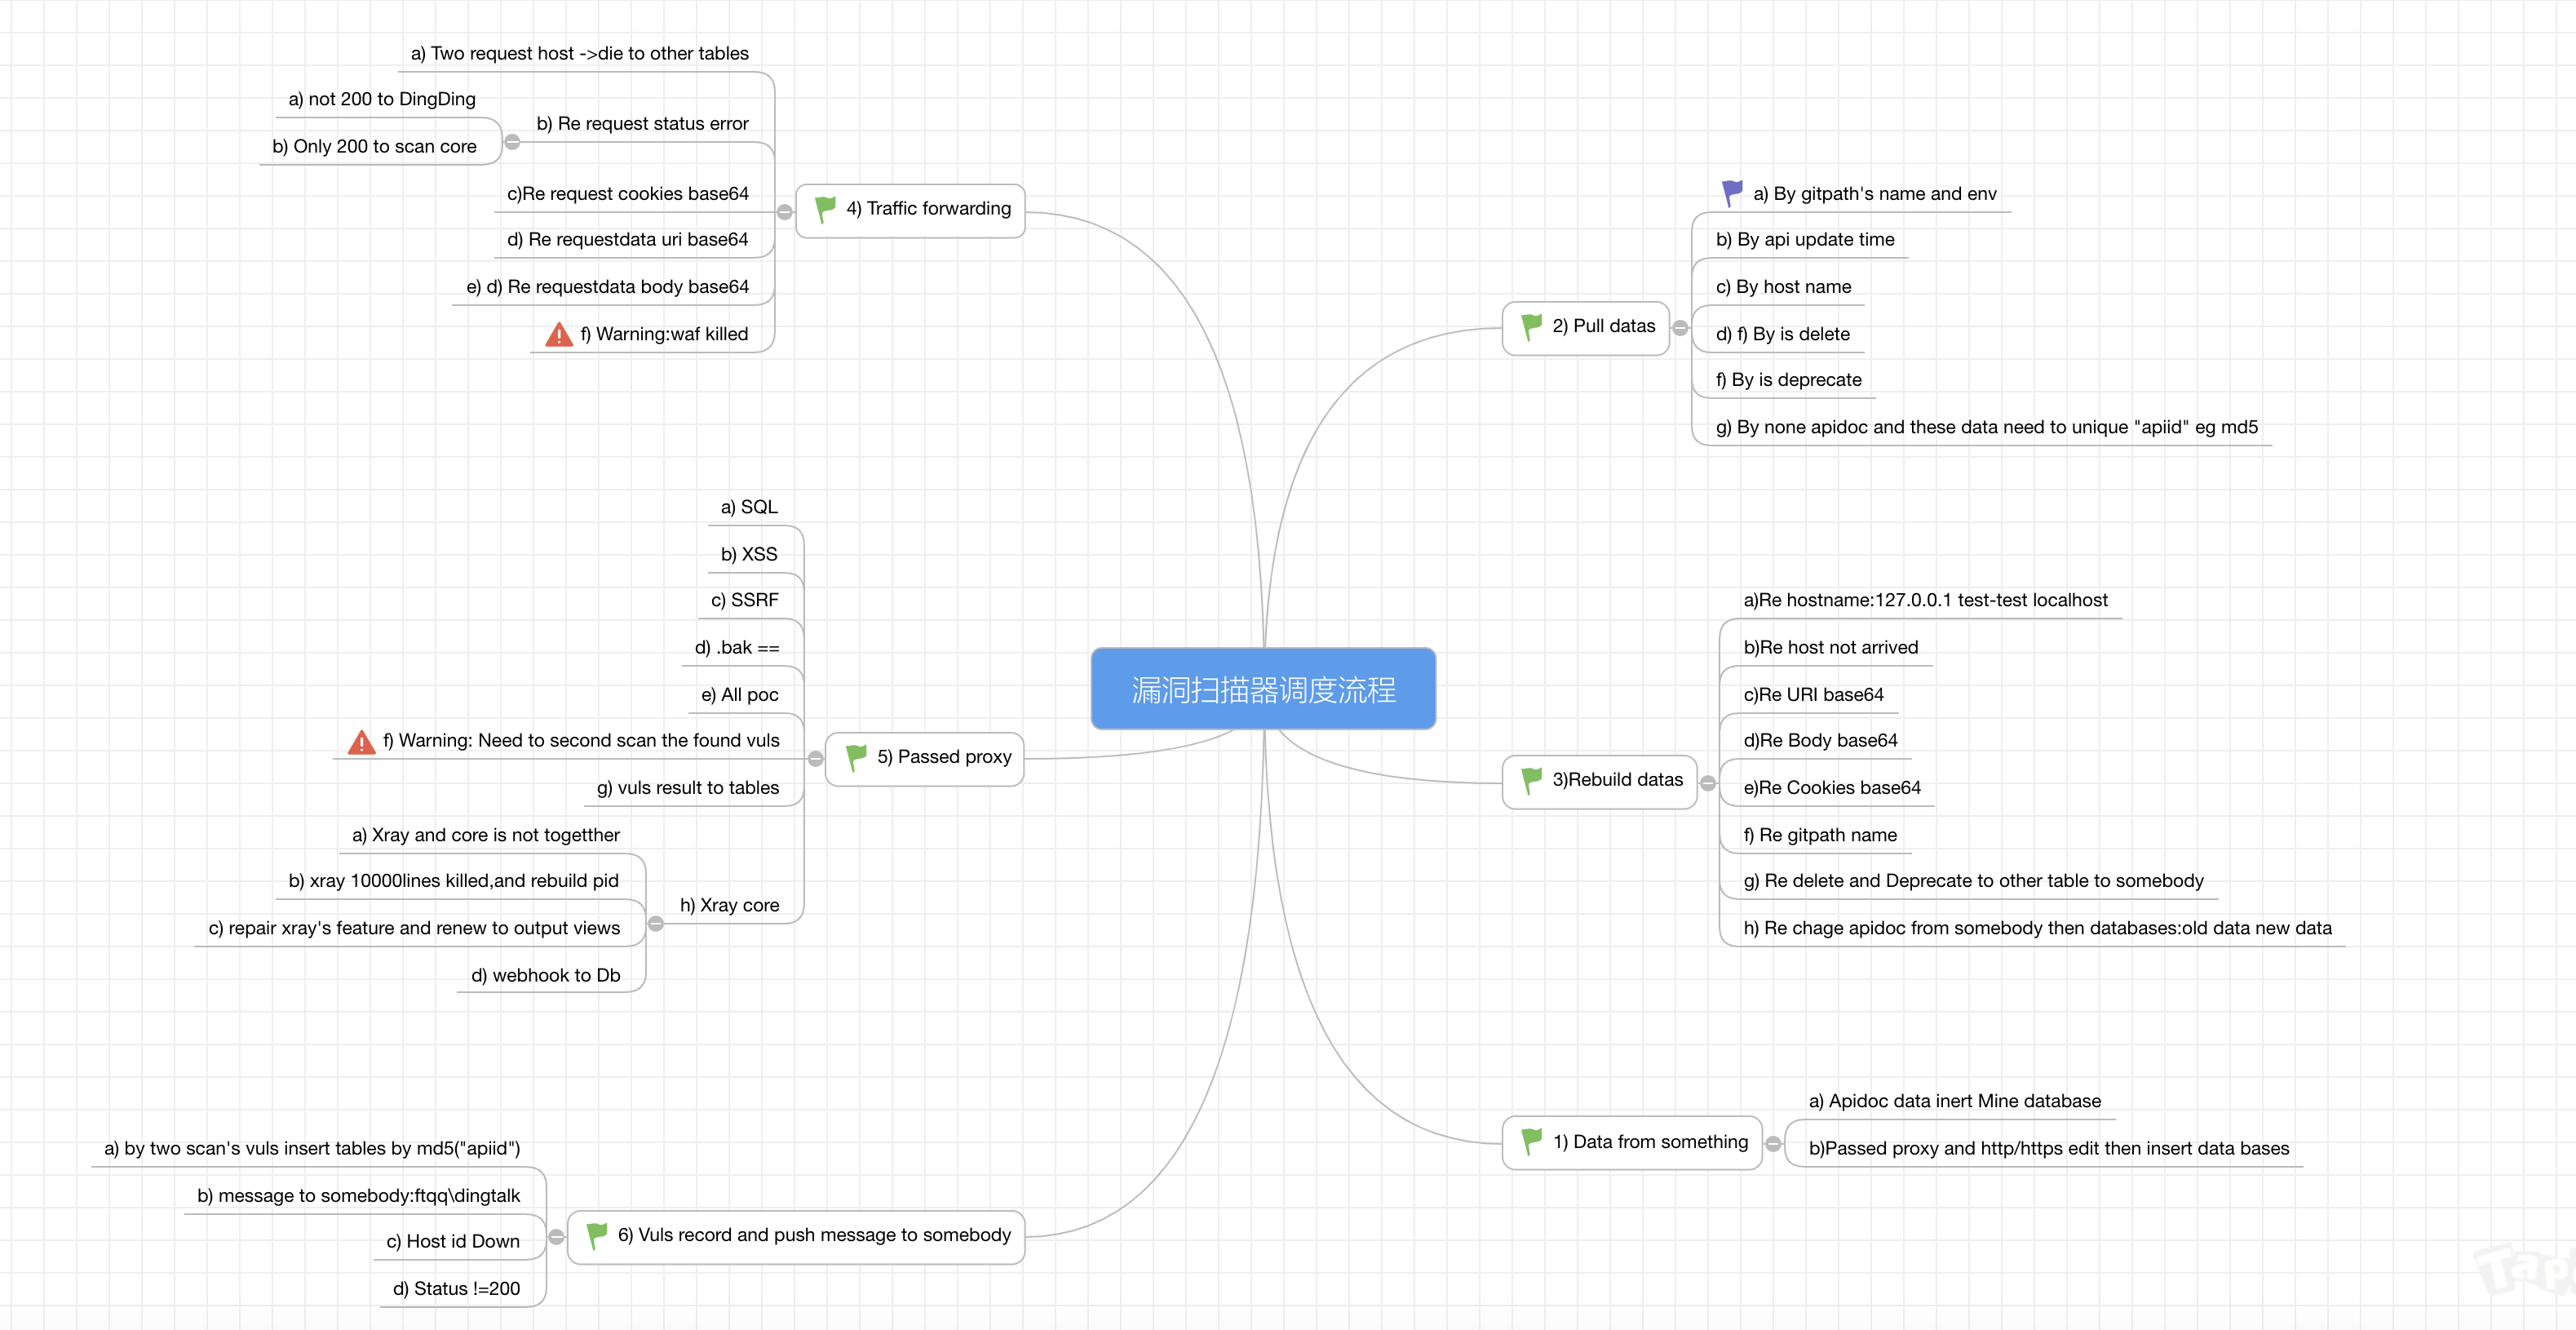 a) Two request host ->die to other tables
a) not 200 to DingDing
b) Only 200 to scan core
b) Re request status error
c)Re request cookies base64
d) Re requestdata uri base64
e) d) Re requestdata body base64
f) Warning:waf killed
4) Traffic forwarding
2) Pull datas
a) By gitpath's name and env
b) By api update time
c) By host name
d) f) By is delete
f) By is deprecate
g) By none apidoc and these data need to unique "apiid" eg md5
a) SQL
b) XSS
c) SSRF
d) .bak ==
e) All poc
f) Warning: Need to second scan the found vuls
g) vuls result to tables
a) Xray and core is not togetther
b) xray 10000lines killed,and rebuild pid
c) repair xray's feature and renew to output views
d) webhook to Db
h) Xray core
5) Passed proxy
漏洞扫描器调度流程
3)Rebuild datas
a)Re hostname:127.0.0.1 test-test localhost
b)Re host not arrived
c)Re URI base64
d)Re Body base64
e)Re Cookies base64
f) Re gitpath name
g) Re delete and Deprecate to other table to somebody
h) Re chage apidoc from somebody then databases:old data new data
1) Data from something
a) Apidoc data inert Mine database
b)Passed proxy and http/https edit then insert data bases
a) by two scan's vuls insert tables by md5("apiid")
b) message to somebody:ftqq\dingtalk
c) Host id Down
d) Status !=200
6) Vuls record and push message to somebody